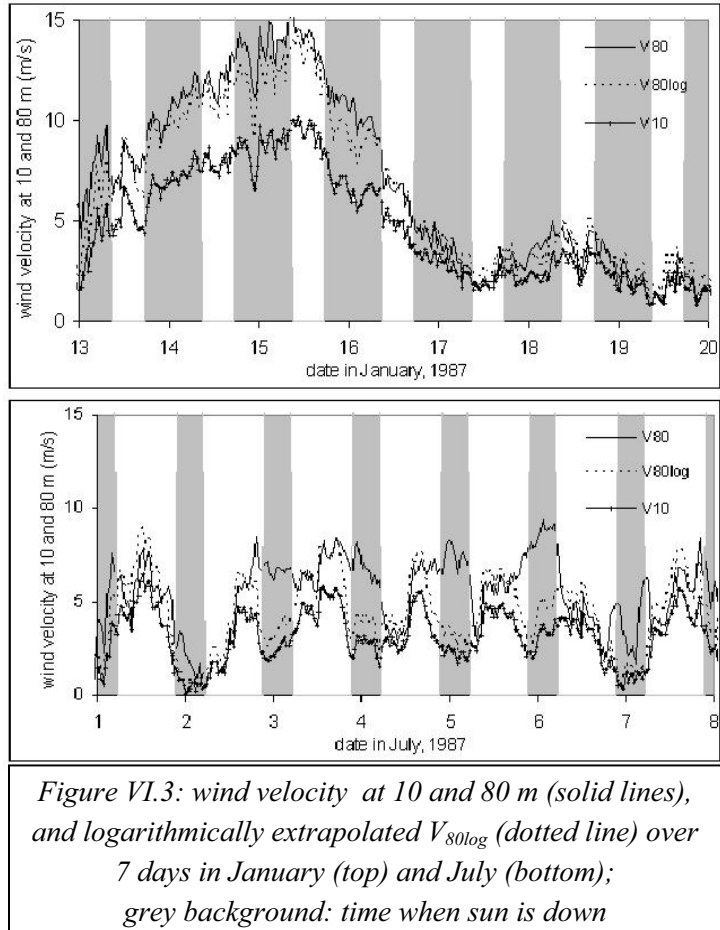 wind velocity at 10 and 80 m (m/s)
15
10
5
0
V80
V80log
V10
13 14 15 16 17 18 19 20
date in January, 1987
wind velocity at 10 and 80 m (m/s)
15
10
5
0
V80
V80log
V10
1 2 3 4 5 6 7 8
date in July, 1987
Figure VI.3: wind velocity at 10 and 80 m (solid lines),
and logarithmically extrapolated V80log (dotted line) over
7 days in January (top) and July (bottom);
grey background: time when sun is down